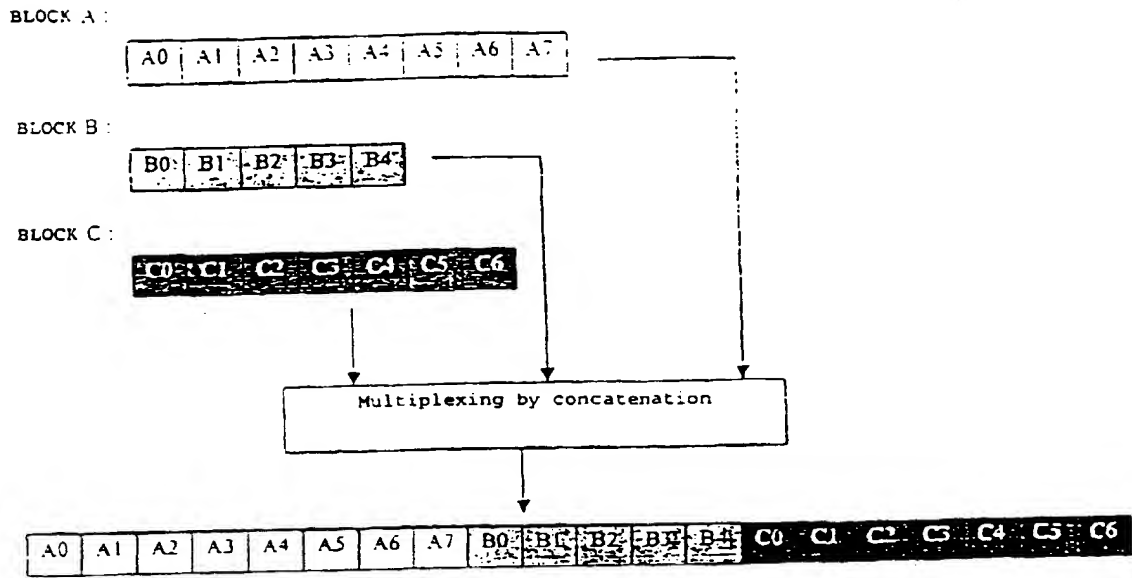 BLOCK A :
A0 A1 A2 A3 A4 A5 A6 A7
BLOCK B :
B0 B1 B2 B3 B4
BLOCK C :
C0 C1 C2 C3 C4 C5 C6
Multiplexing by concatenation
A0 A1 A2 A3 A4 A5 A6 A7 B0 B1 B2 B3 B4 C0 C1 C2 C3 C4 C5 C6